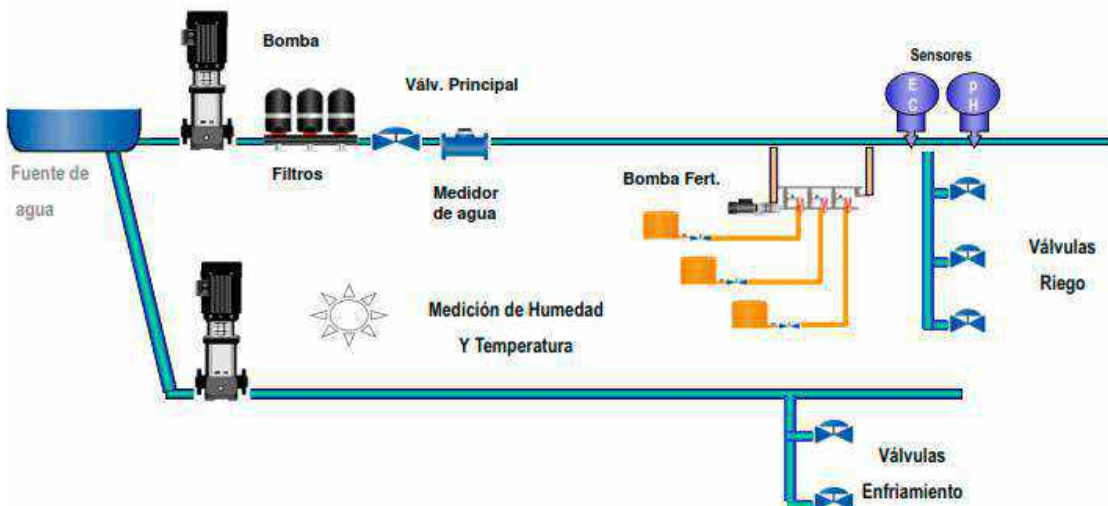 Bomba
Sensores
Válv. Principal
E
C
p
H
Fuente de
agua
Filtros
Medidor
de agua
Bomba Fert.
Válvulas
Riego
Medición de Humedad
Y Temperatura
Válvulas
Enfriamiento